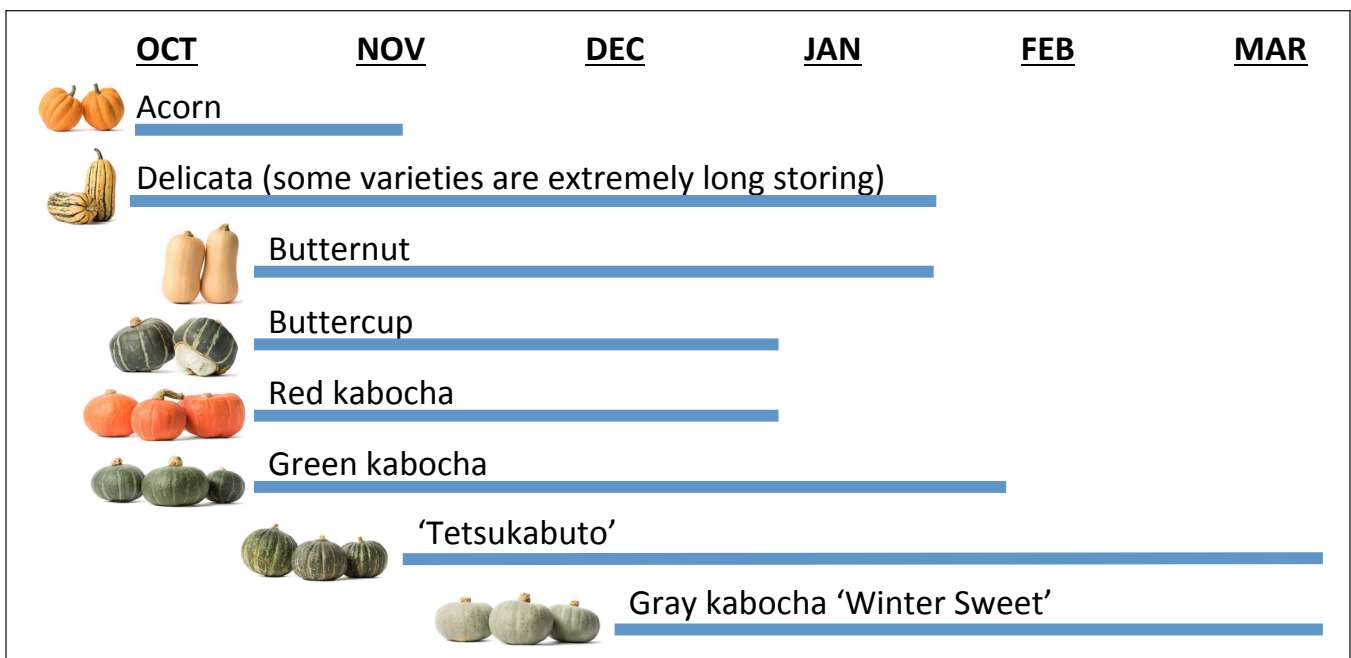 OCT NOV DEC JAN FEB MAR
Acorn
Delicata (some varieties are extremely long storing)
Butternut
Buttercup
Red kabocha
Green kabocha
‘Tetsukabuto’
Gray kabocha ‘Winter Sweet’